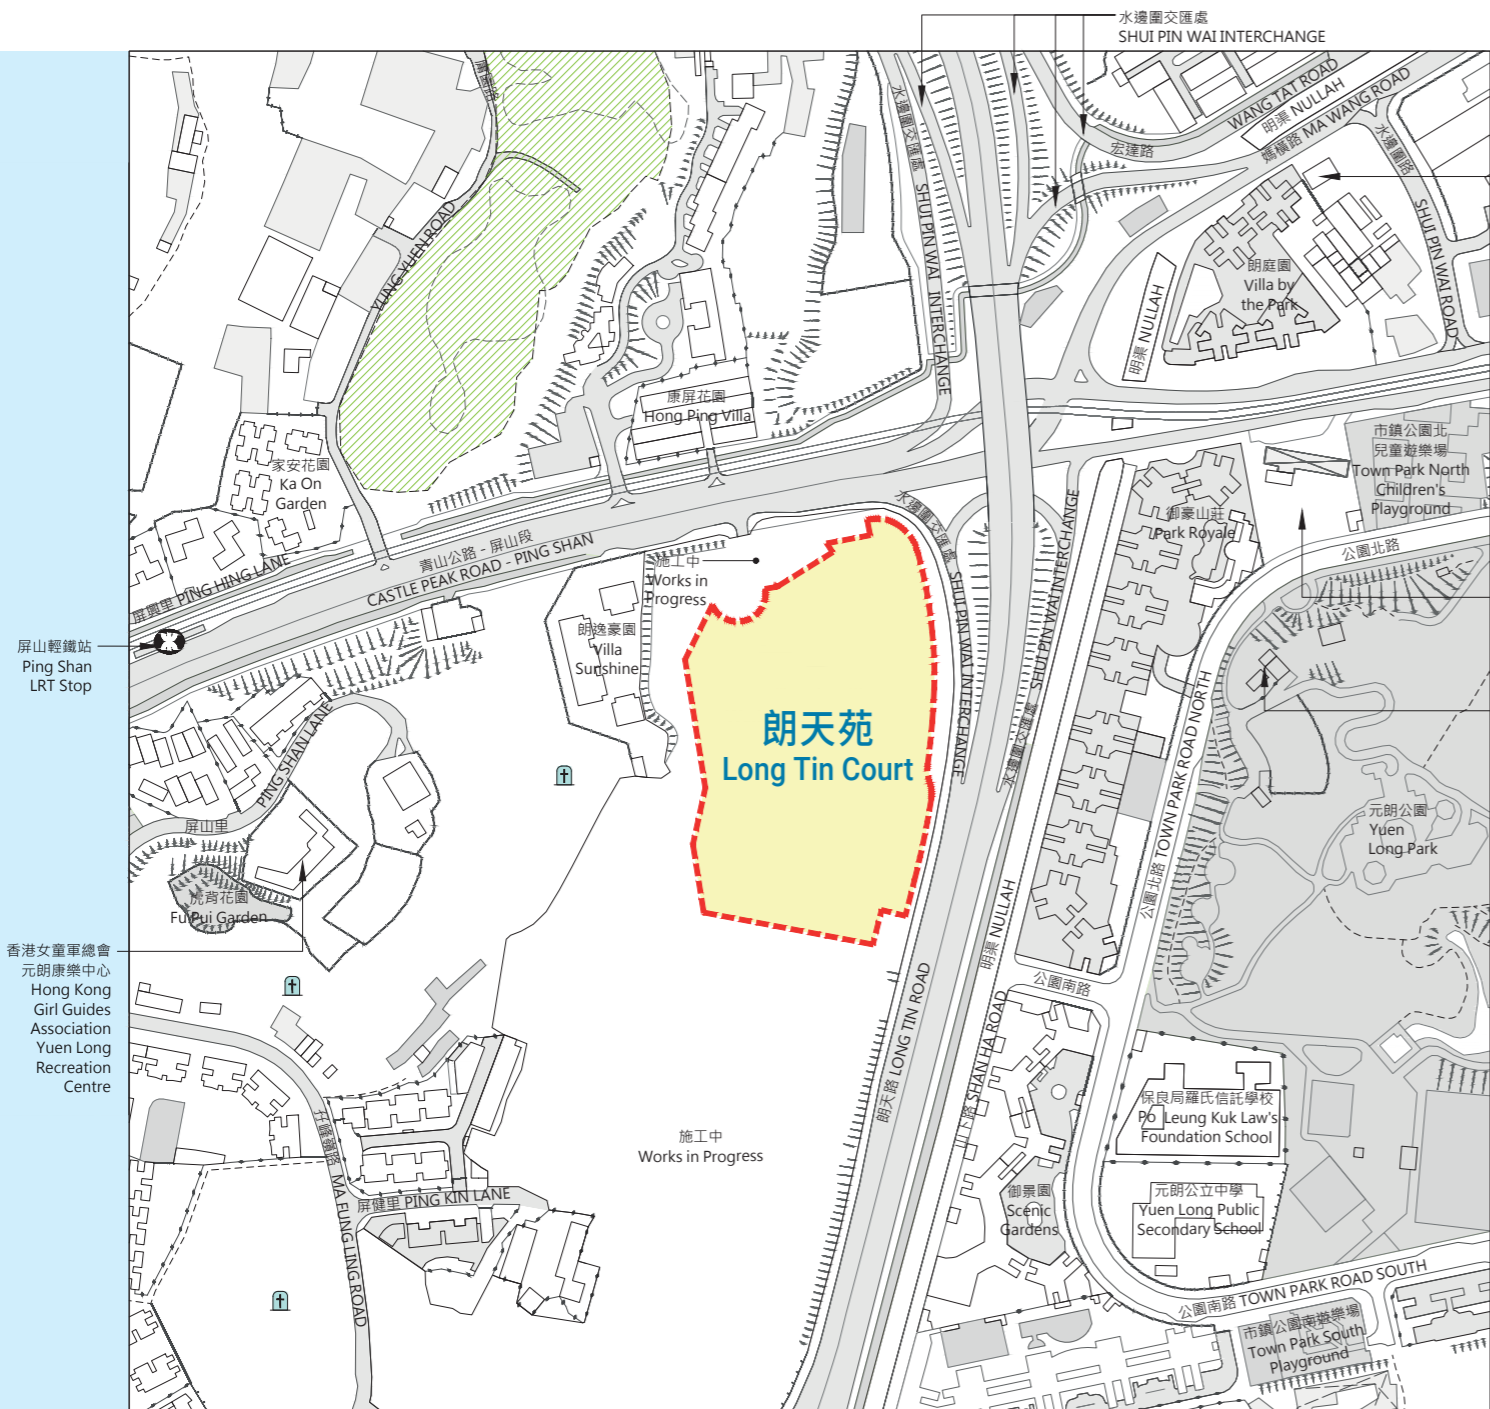 水邊圍交匯處
SHUI PIN WAI INTERCHANGE
屏廈路
YUNG YUEN ROAD
水邊圍交匯處 SHUI PIN WAI INTERCHANGE
WANG TAT ROAD
宏達路
明渠 NULLAH
媽橫路 MA WANG ROAD
水邊圍路
SHUI PIN WAI ROAD
朗庭園
Villa by
the Park
明渠 NULLAH
康屏花園
Hong Ping Villa
家安花園
Ka On
Garden
市鎮公園北
兒童遊樂場
Town Park North
Children's
Playground
御豪山莊
Park Royale
公園北路
屏興里 PING HING LANE
青山公路 - 屏山段
CASTLE PEAK ROAD - PING SHAN
施工中
Works in
Progress
水邊圍交匯處 SHUI PIN WAI INTERCHANGE
水邊圍交匯處 SHUI PIN WAI INTERCHANGE
屏山輕鐵站
Ping Shan
LRT Stop
朗逸豪園
Villa
Sunshine
朗天苑
Long Tin Court
PING SHAN LANE
屏山里
公園北路 TOWN PARK ROAD NORTH
元朗公園
Yuen
Long Park
虎背花園
Fu Pui Garden
香港女童軍總會
元朗康樂中心
Hong Kong
Girl Guides
Association
Yuen Long
Recreation
Centre
明渠 NULLAH
公園南路
朗天路 LONG TIN ROAD
山下路 SHAN HA ROAD
保良局羅氏信託學校
Po Leung Kuk Law's
Foundation School
施工中
Works in Progress
MA FUNG LING ROAD
屏健里 PING KIN LANE
御景園
Scenic
Gardens
元朗公立中學
Yuen Long Public
Secondary School
公園南路 TOWN PARK ROAD SOUTH
市鎮公園南遊樂場
Town Park South
Playground